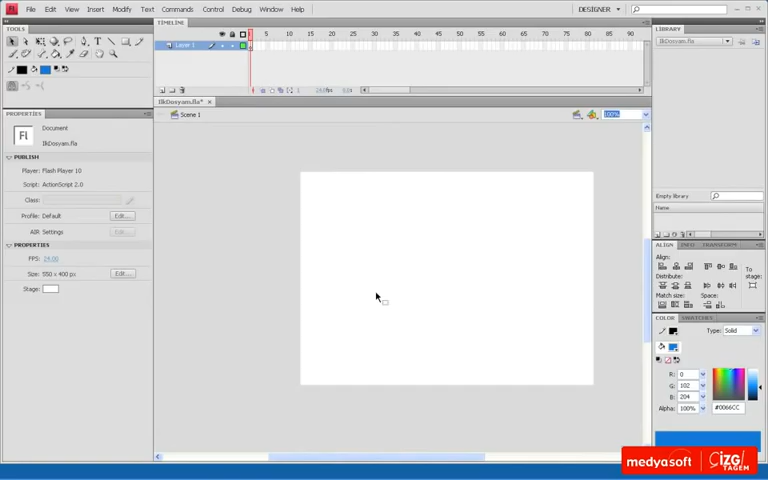 Fl File Edit View Insert Modify Text Commands Control Debug Window Help DESIGNER
TOOLS
TIMELINE
5 10 15 20 25 30 35 40 45 50 55 60 65 70 75 80 85 90
Layer 1
IlkDosyam.fla*
Scene 1
100%
PROPERTIES
Fl
Document
IlkDosyam.fla
PUBLISH
Player: Flash Player 10
Script: ActionScript 2.0
Class:
Profile: Default Edit...
AIR Settings Edit...
PROPERTIES
FPS: 24.00
Size: 550 x 400 px Edit...
Stage:
LIBRARY
IlkDosyam.fla
Empty library
Name
ALIGN INFO TRANSFORM
Align:
Distribute:
To stage:
Match size: Space:
COLOR SWATCHES
Type: Solid
R: 0
G: 102
B: 204
Alpha: 100% #0066CC
medyasoft
ÇİZGİ
TAGEM